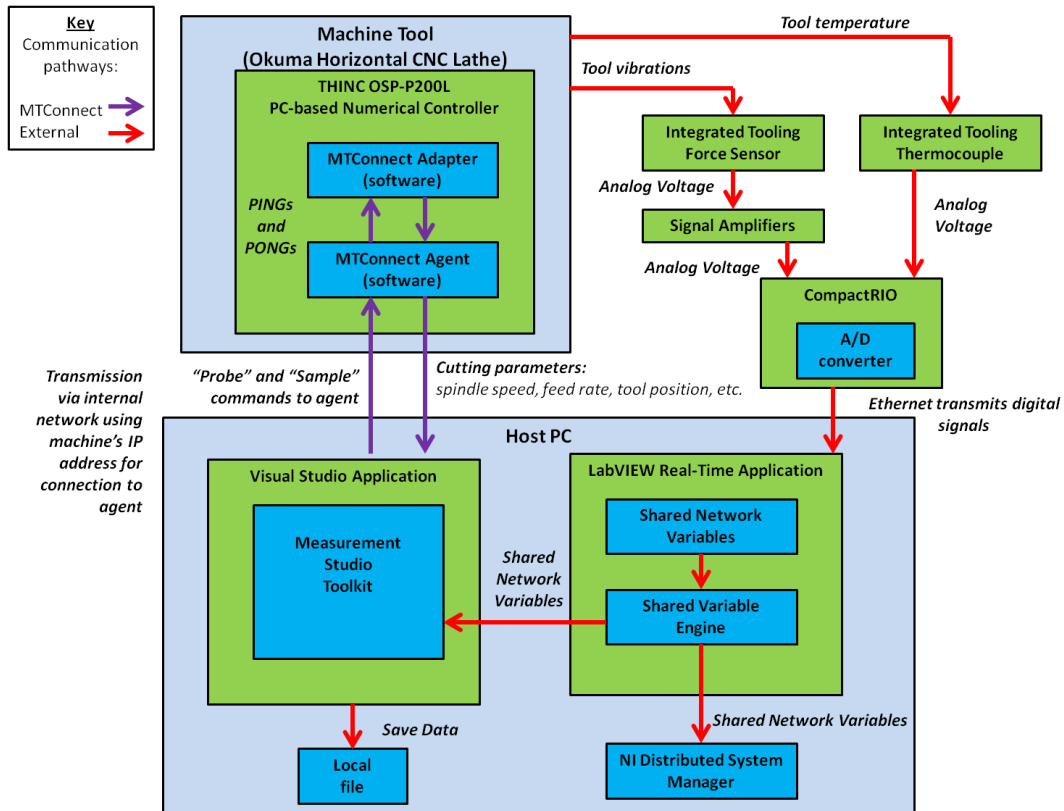 Key
Communication
pathways:
MTConnect
External
Machine Tool
(Okuma Horizontal CNC Lathe)
THINC OSP-P200L
PC-based Numerical Controller
MTConnect Adapter
(software)
PINGs
and
PONGs
MTConnect Agent
(software)
Tool temperature
Tool vibrations
Integrated Tooling
Force Sensor
Integrated Tooling
Thermocouple
Analog Voltage
Signal Amplifiers
Analog Voltage
Analog
Voltage
CompactRIO
A/D
converter
Transmission
via internal
network using
machine’s IP
address for
connection to
agent
“Probe” and “Sample”
commands to agent
Cutting parameters:
spindle speed, feed rate, tool position, etc.
Ethernet transmits digital
signals
Host PC
Visual Studio Application
Measurement
Studio
Toolkit
LabVIEW Real-Time Application
Shared Network
Variables
Shared
Network
Variables
Shared Variable
Engine
Save Data
Shared Network Variables
Local
file
NI Distributed System
Manager